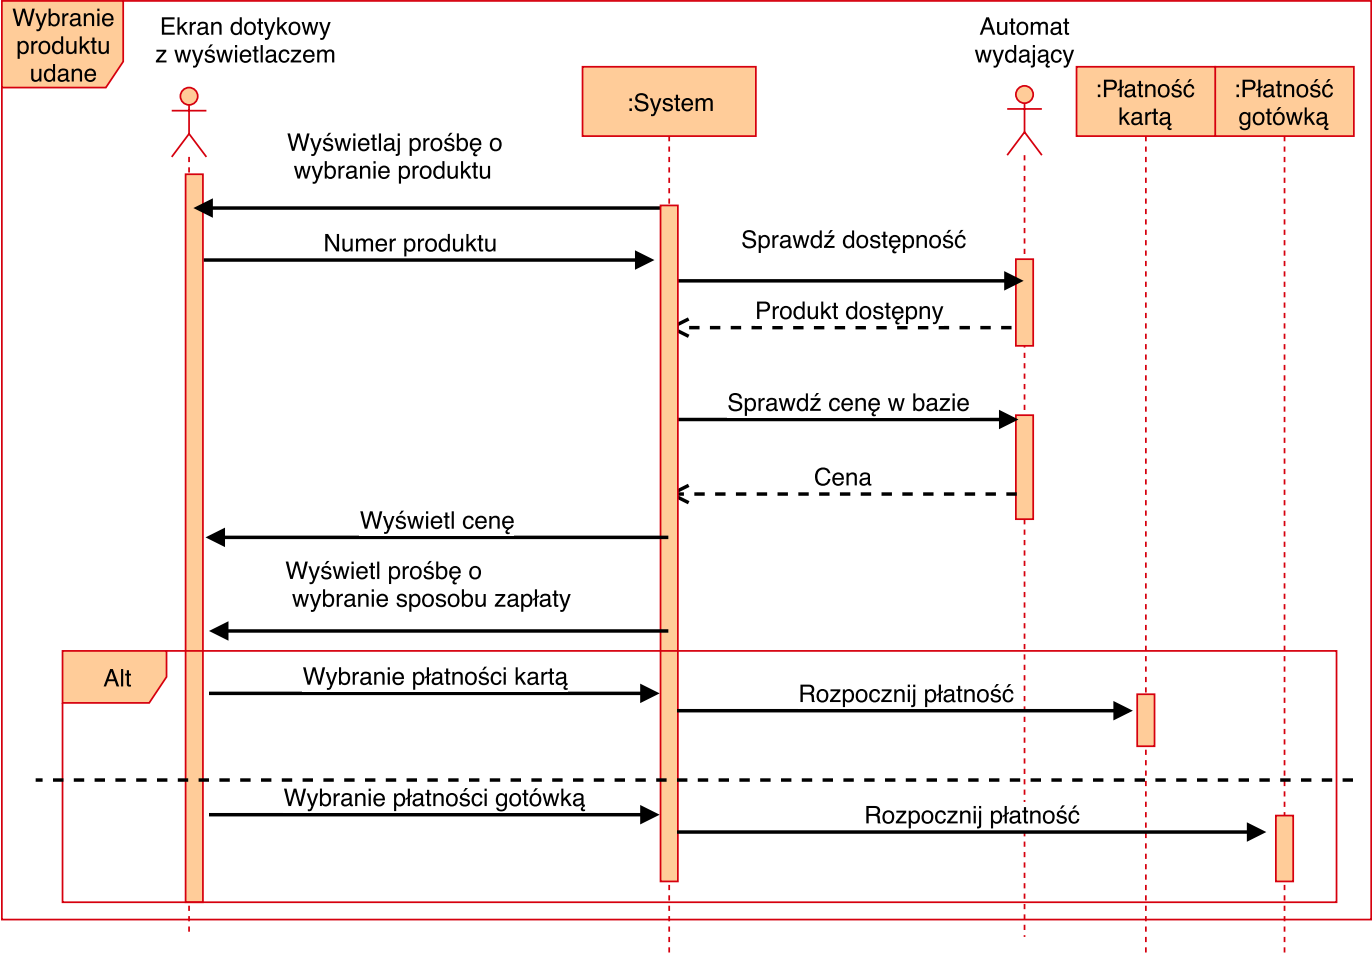 Wybranie
produktu
udane
Ekran dotykowy
z wyświetlaczem
:System
Automat
wydający
:Płatność
kartą
:Płatność
gotówką
Wyświetlaj prośbę o
wybranie produktu
Numer produktu
Sprawdź dostępność
Produkt dostępny
Sprawdź cenę w bazie
Cena
Wyświetl cenę
Wyświetl prośbę o
wybranie sposobu zapłaty
Alt
Wybranie płatności kartą
Rozpocznij płatność
Wybranie płatności gotówką
Rozpocznij płatność